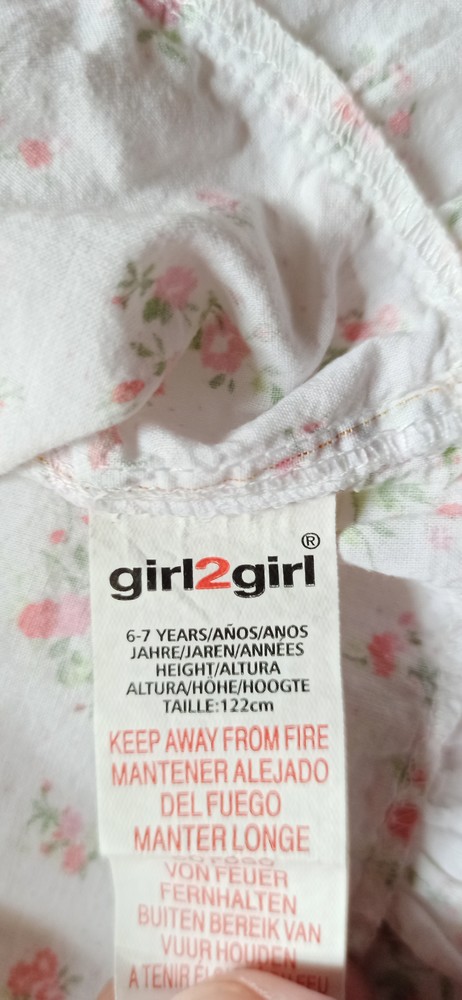 girl2girl®
6-7 YEARS/AÑOS/ANOS
JAHRE/JAREN/ANNÉES
HEIGHT/ALTURA
ALTURA/HÖHE/HOOGTE
TAILLE:122cm
KEEP AWAY FROM FIRE
MANTENER ALEJADO
DEL FUEGO
MANTER LONGE
VON FEUER
FERNHALTEN
BUITEN BEREIK VAN
VUUR HOUDEN
A TENIR